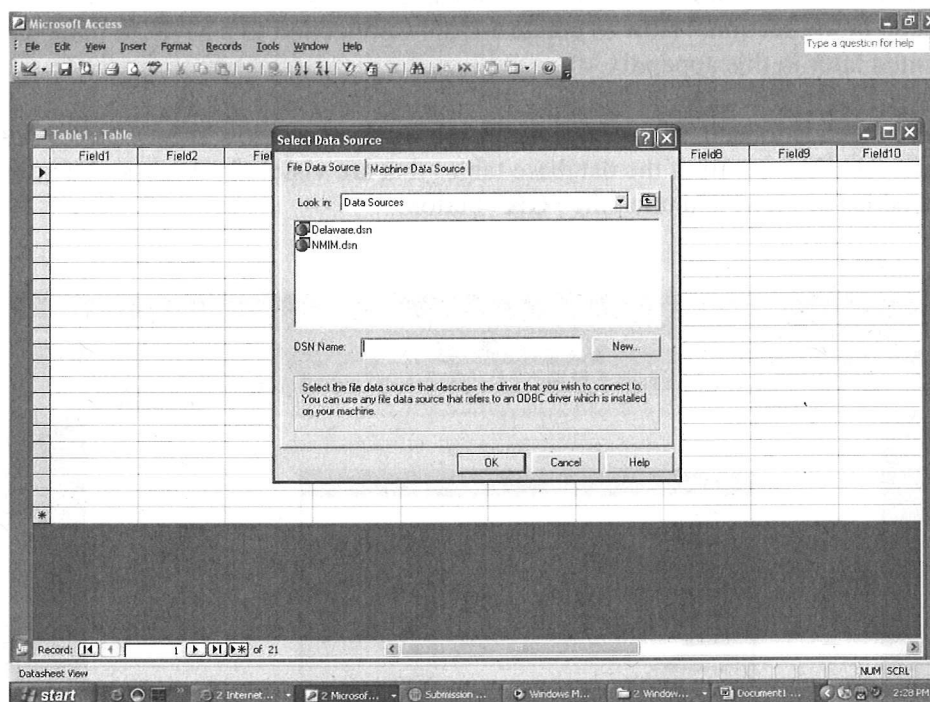 Microsoft Access
File Edit View Insert Format Records Tools Window Help
Type a question for help
Table1 : Table
Field1 Field2 Field8 Field9 Field10
Select Data Source
File Data Source Machine Data Source
Look in: Data Sources
Delaware.dsn
NMIM.dsn
DSN Name: New...
Select the file data source that describes the driver that you wish to connect to.
You can use any file data source that refers to an ODBC driver which is installed
on your machine.
OK Cancel Help
Record: 1 of 21
Datasheet View NUM SCRL
start 2 Internet... 2 Microsof... Submission ... Windows M... 2 Window... Document1 ... 2:28 PM